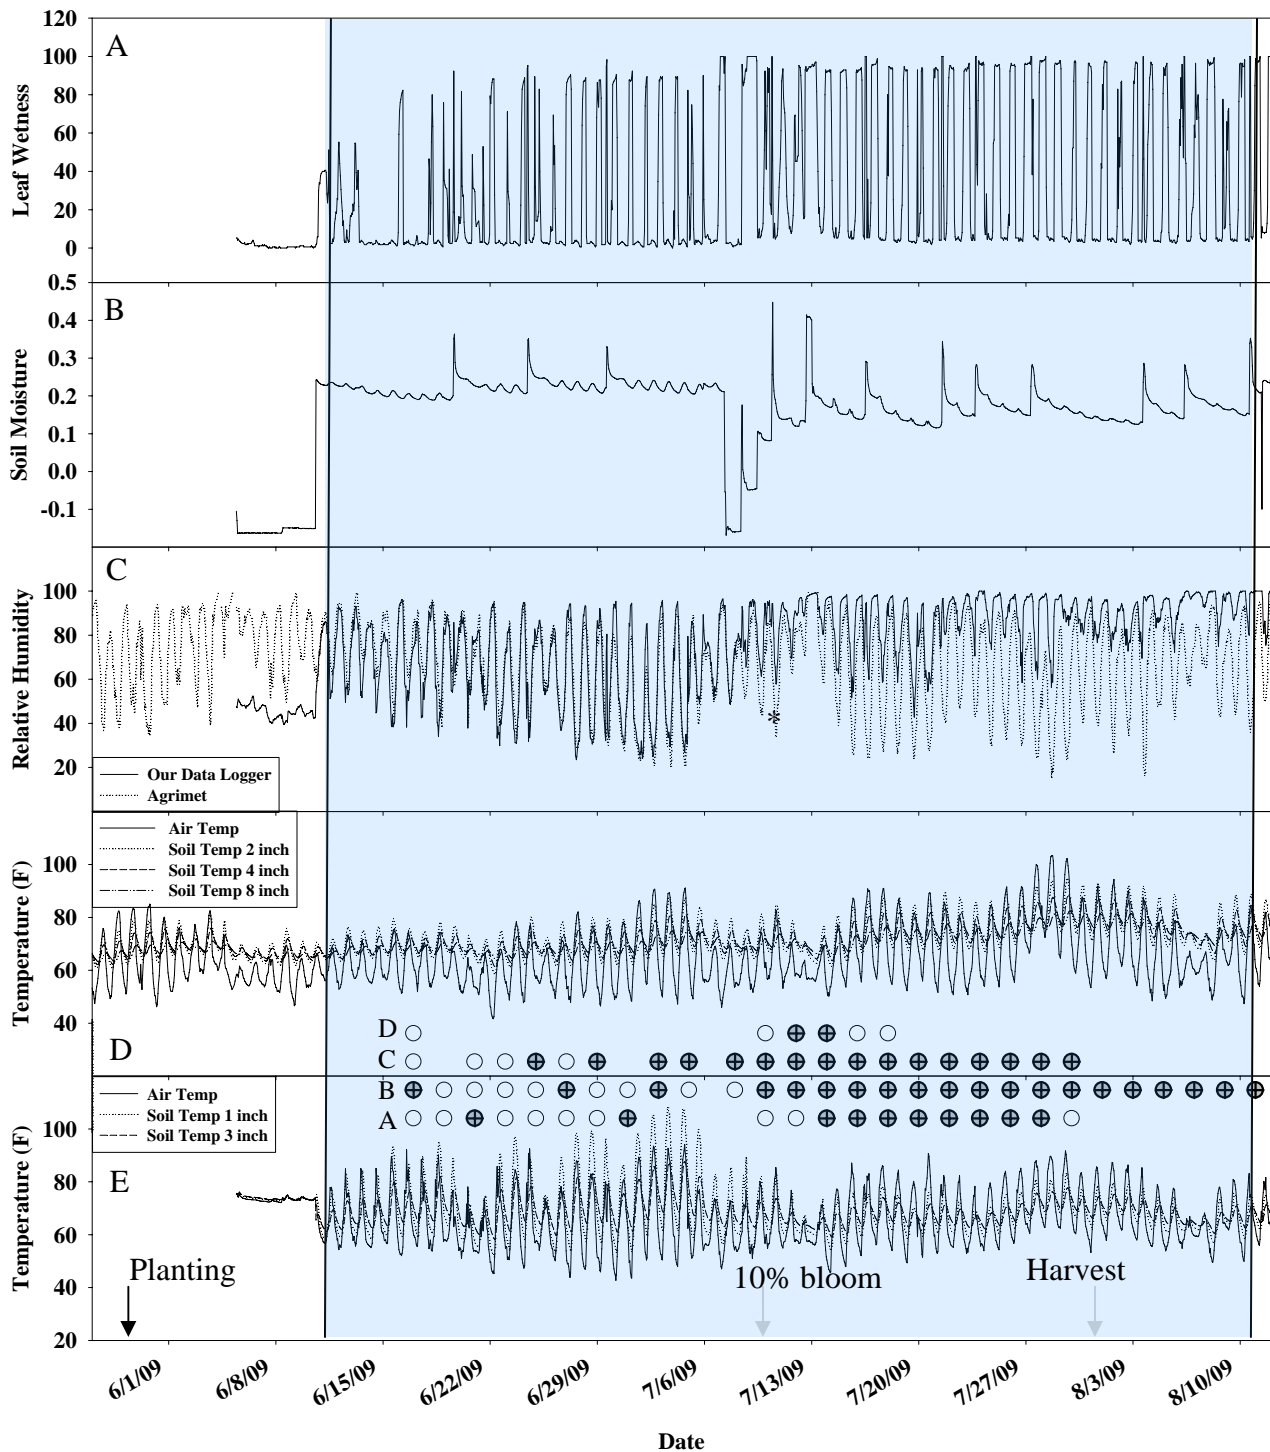 A
120
100
80
60
40
20
0
Leaf Wetness
B
0.5
0.4
0.3
0.2
0.1
0.0
-0.1
Soil Moisture
C
100
80
60
40
20
Relative Humidity
*
Our Data Logger
Agrimet
Air Temp
Soil Temp 2 inch
Soil Temp 4 inch
Soil Temp 8 inch
100
80
60
40
Temperature (F)
D
D
C
B
A
Air Temp
Soil Temp 1 inch
Soil Temp 3 inch
100
80
60
40
20
Temperature (F)
E
Planting
10% bloom
Harvest
6/1/09
6/8/09
6/15/09
6/22/09
6/29/09
7/6/09
7/13/09
7/20/09
7/27/09
8/3/09
8/10/09
Date